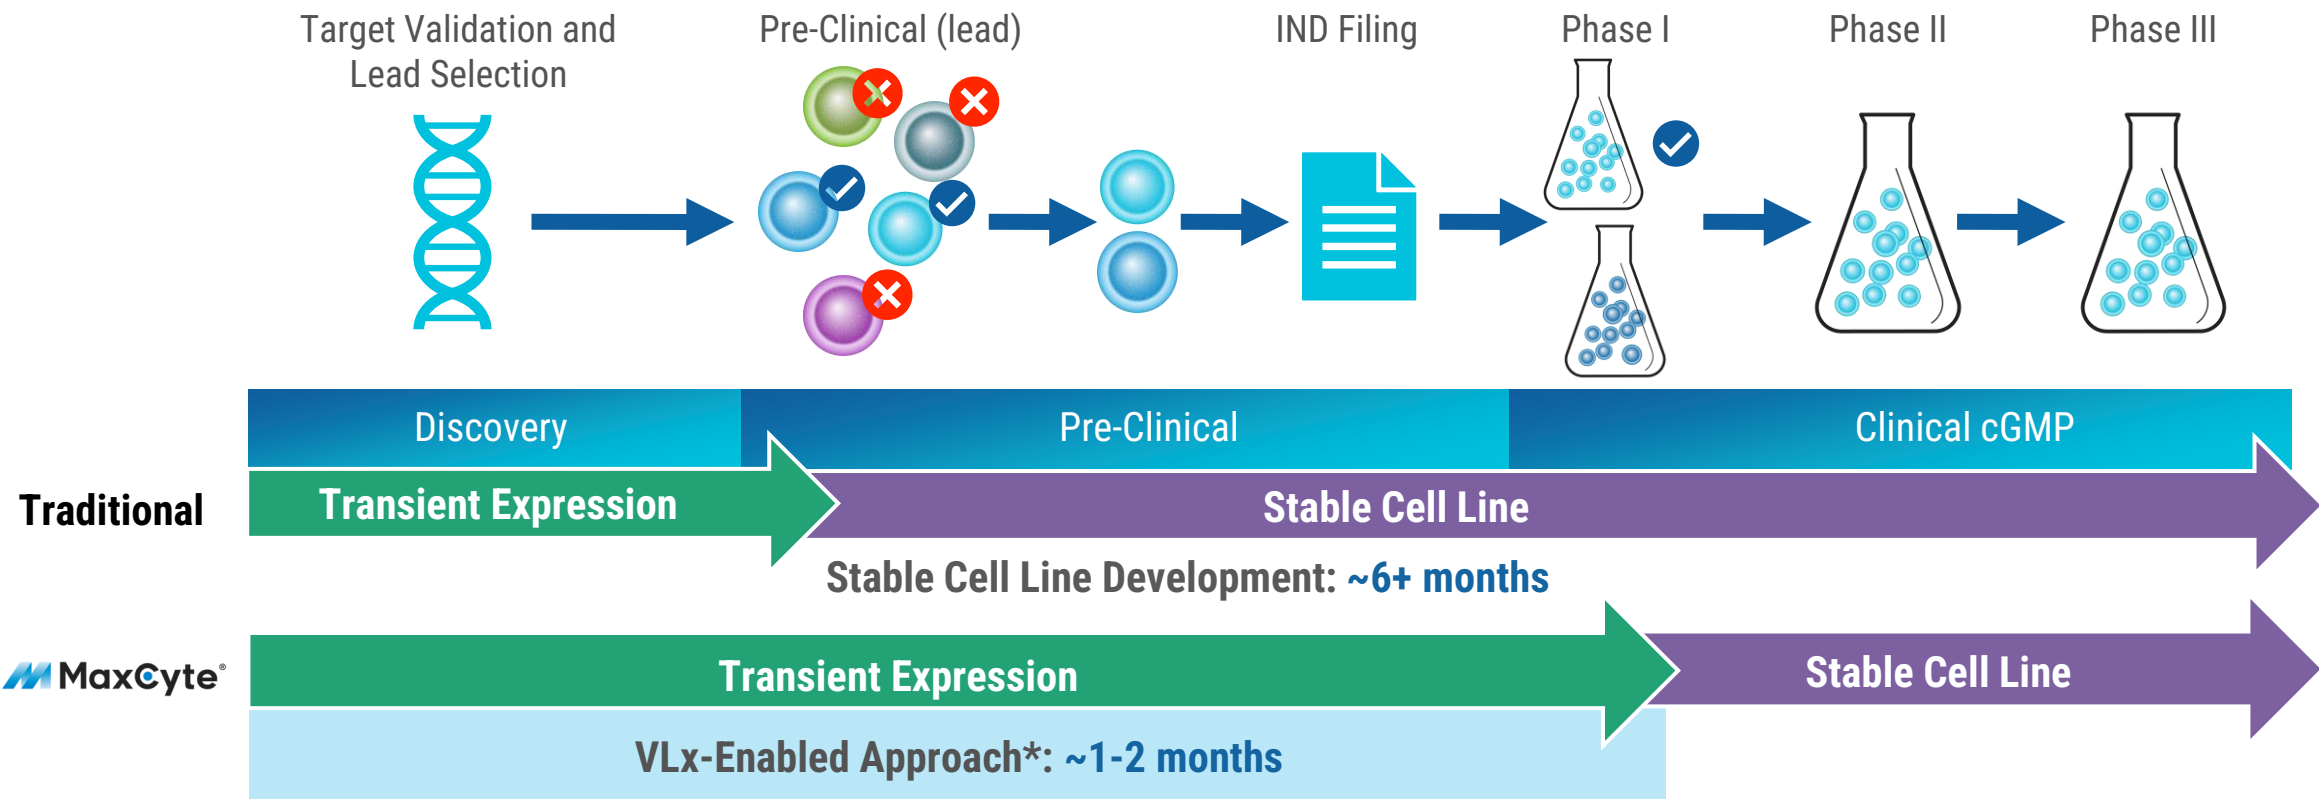 Target Validation and
Lead Selection
Pre-Clinical (lead)
IND Filing
Phase I
Phase II
Phase III
Discovery
Pre-Clinical
Clinical cGMP
Traditional
Transient Expression
Stable Cell Line
Stable Cell Line Development: ~6+ months
MaxCyte®
Transient Expression
Stable Cell Line
VLx-Enabled Approach*: ~1-2 months